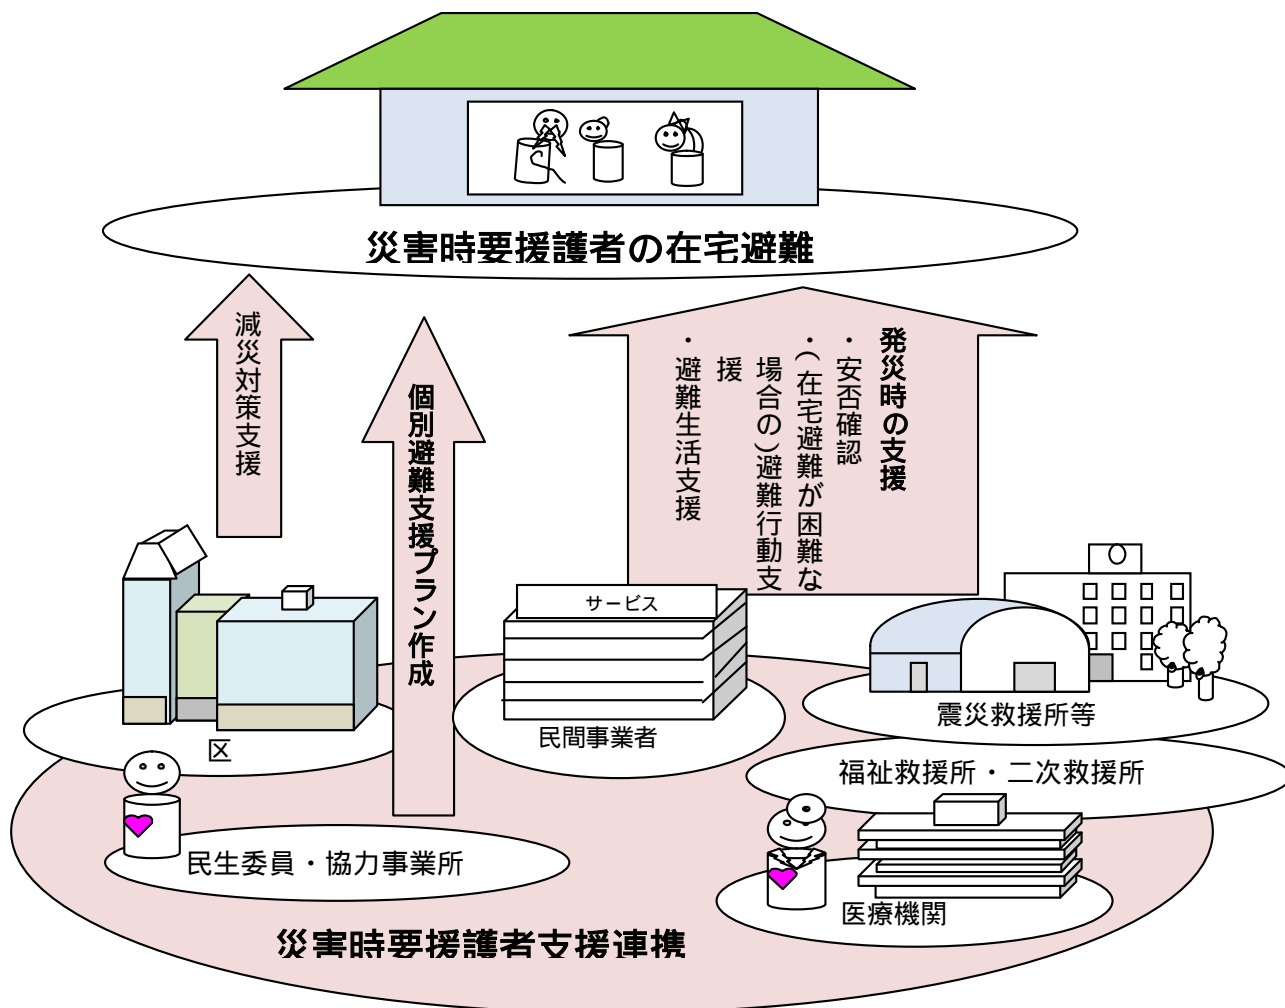 災害時要援護者の在宅避難
減災対策支援
個別避難支援プラン作成
発災時の支援
・安否確認
・(在宅避難が困難な
場合の)避難行動支
援
・避難生活支援
サービス
民間事業者
区
震災救援所等
福祉救援所・二次救援所
民生委員・協力事業所
医療機関
災害時要援護者支援連携